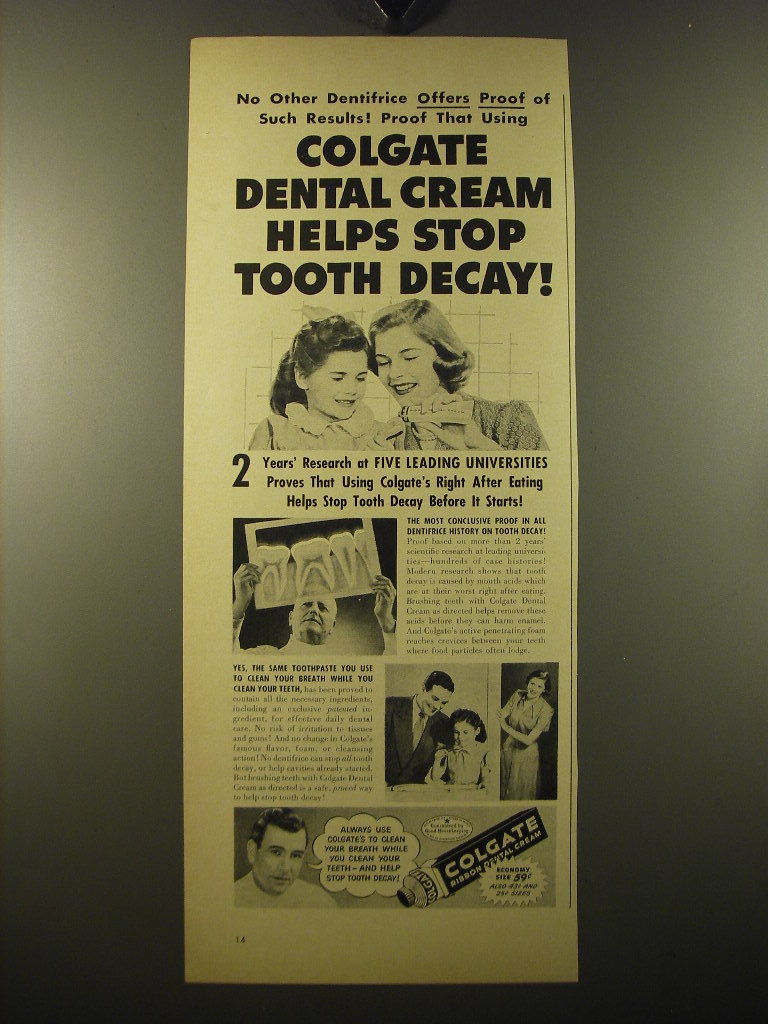 No Other Dentifrice Offers Proof of
Such Results! Proof That Using
COLGATE
DENTAL CREAM
HELPS STOP
TOOTH DECAY!
2 Years' Research at FIVE LEADING UNIVERSITIES
Proves That Using Colgate's Right After Eating
Helps Stop Tooth Decay Before It Starts!
THE MOST CONCLUSIVE PROOF IN ALL
DENTIFRICE HISTORY ON TOOTH DECAY!
Proof based on more than 2 years'
scientific research at leading universi-
ties—hundreds of case histories!
Modern research shows that tooth
decay is caused by mouth acids which
are at their worst right after eating.
Brushing teeth with Colgate Dental
Cream as directed helps remove these
acids before they can harm enamel.
And Colgate's active penetrating foam
reaches crevices between your teeth
where food particles often lodge.
YES, THE SAME TOOTHPASTE YOU USE
TO CLEAN YOUR BREATH WHILE YOU
CLEAN YOUR TEETH, has been proved to
contain all the necessary ingredients,
including an exclusive patented in-
gredient, for effective daily dental
care. No risk of irritation to tissues
and gums! And no change in Colgate's
famous flavor, foam, or cleansing
action! No dentifrice can stop all tooth
decay, or help cavities already started.
But brushing teeth with Colgate Dental
Cream as directed is a safe, proved way
to help stop tooth decay!
ALWAYS USE
COLGATE'S TO CLEAN
YOUR BREATH WHILE
YOU CLEAN YOUR
TEETH—AND HELP
STOP TOOTH DECAY!
Guaranteed by
Good Housekeeping
COLGATE
RIBBON DENTAL CREAM
COLGATE
ECONOMY
SIZE 59¢
ALSO 43¢ AND
25¢ SIZES
14